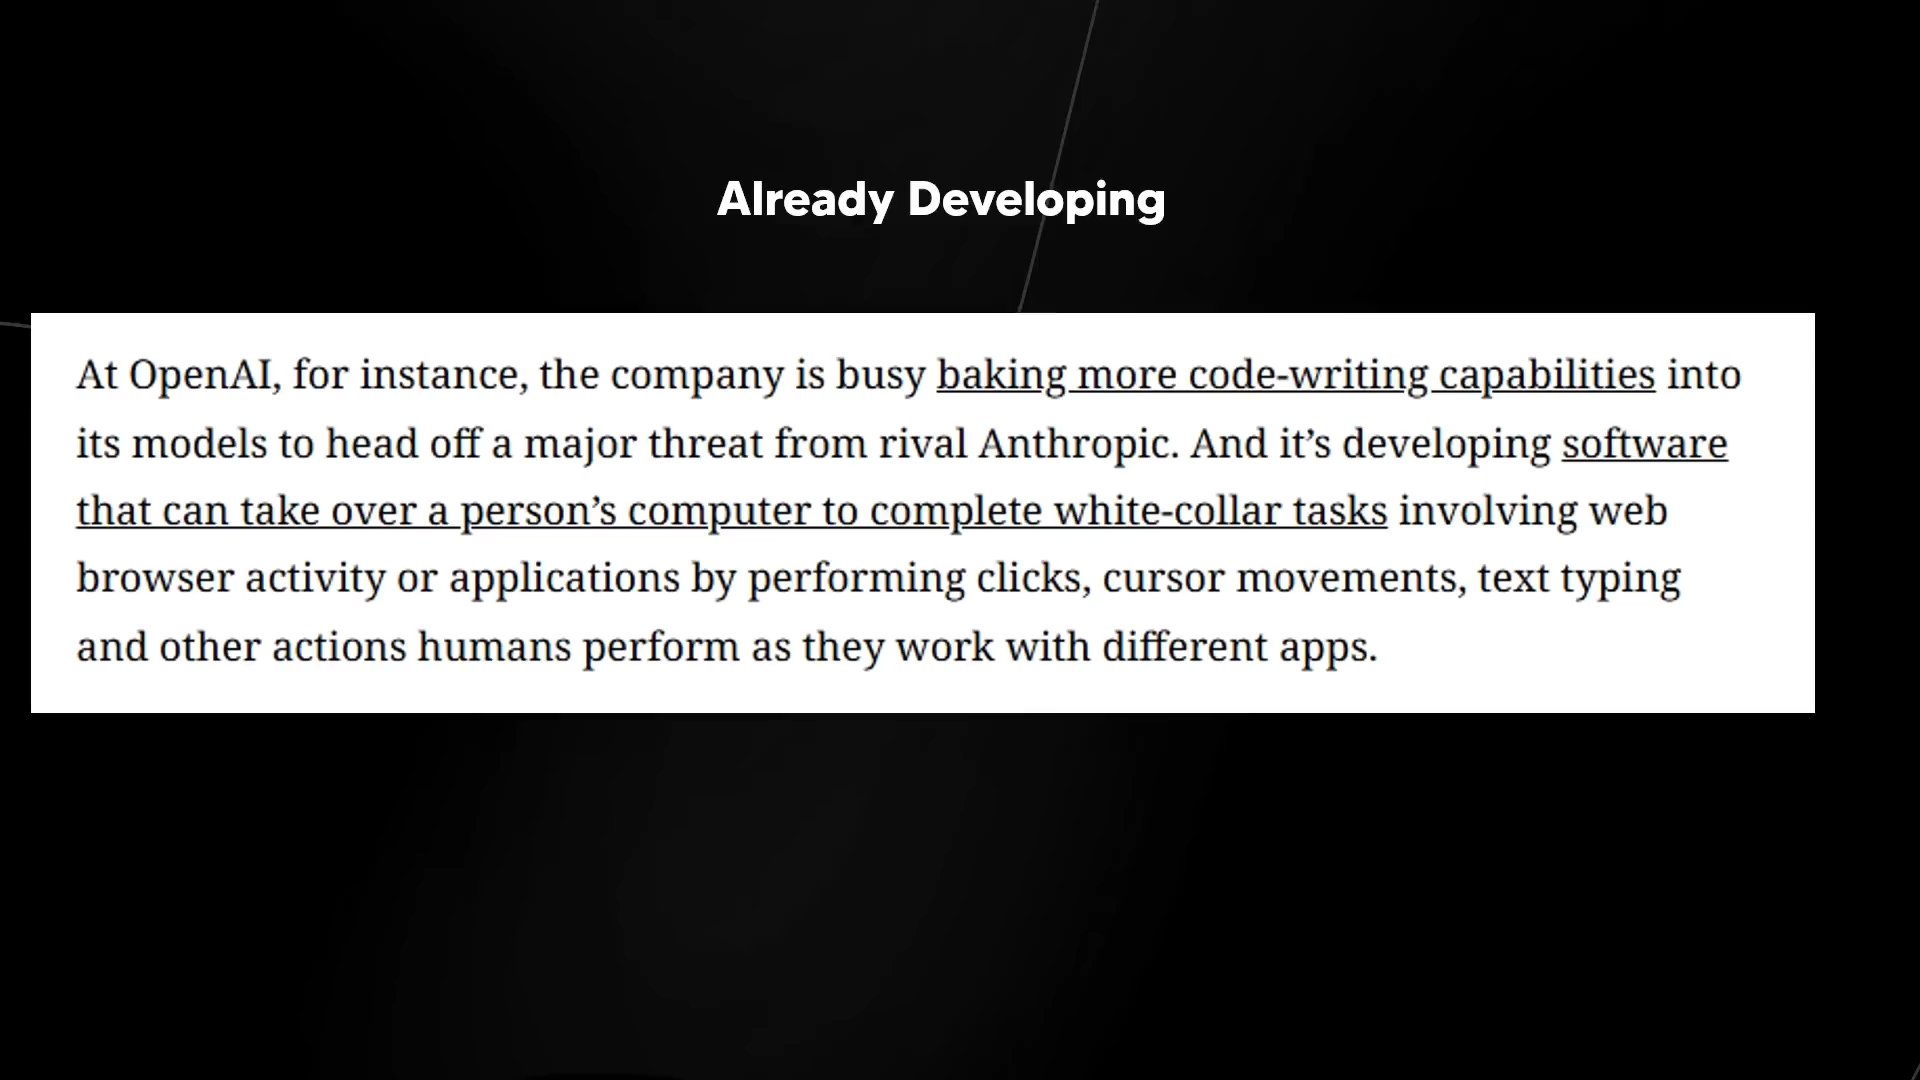 Already Developing
At OpenAI, for instance, the company is busy baking more code-writing capabilities into
its models to head off a major threat from rival Anthropic. And it’s developing software
that can take over a person’s computer to complete white-collar tasks involving web
browser activity or applications by performing clicks, cursor movements, text typing
and other actions humans perform as they work with different apps.